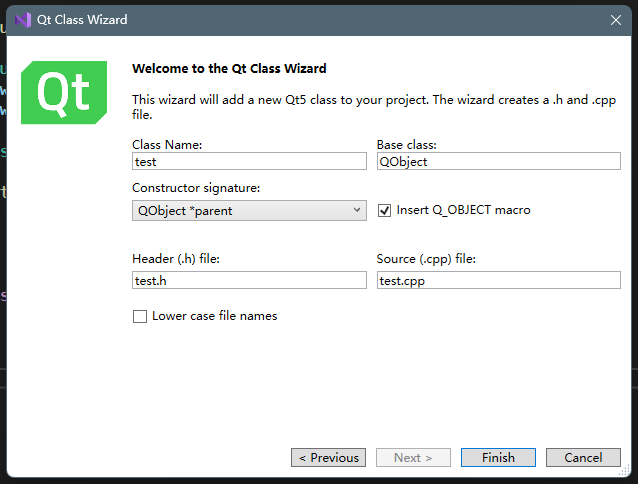 Qt Class Wizard
Qt
Welcome to the Qt Class Wizard
This wizard will add a new Qt5 class to your project. The wizard creates a .h and .cpp
file.
Class Name:
Base class:
test
QObject
Constructor signature:
QObject *parent
Insert Q_OBJECT macro
Header (.h) file:
Source (.cpp) file:
test.h
test.cpp
Lower case file names
< Previous
Next >
Finish
Cancel